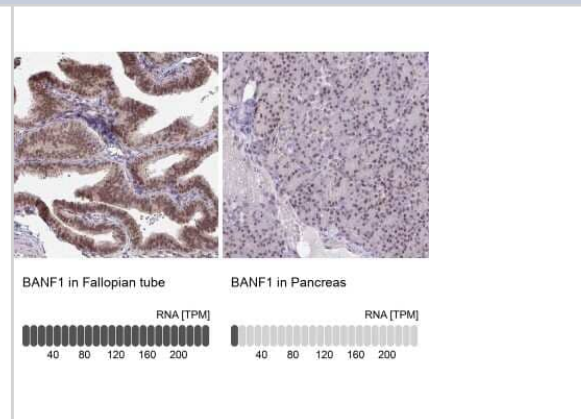 BANF1 in Fallopian tube
RNA [TPM]
40 80 120 160 200
BANF1 in Pancreas
RNA [TPM]
40 80 120 160 200